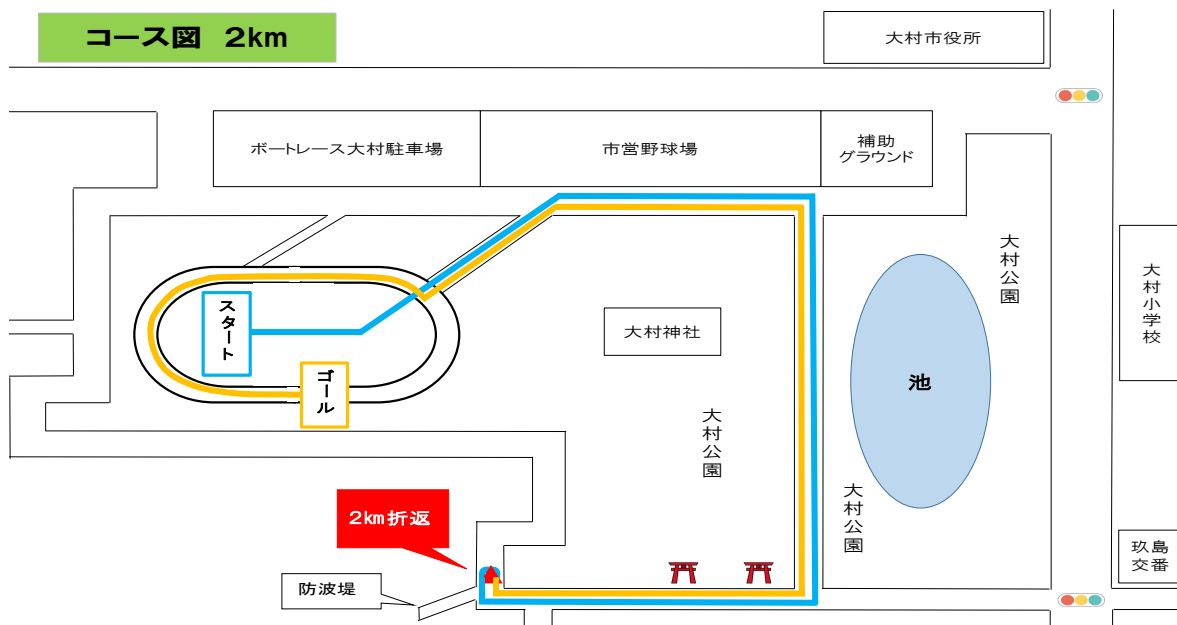 コース図 2km
大村市役所
ボートレース大村駐車場
市営野球場
補助
グラウンド
大村公園
大村小学校
スタート
大村神社
池
ゴール
大村公園
大村公園
2km折返
玖島
交番
防波堤